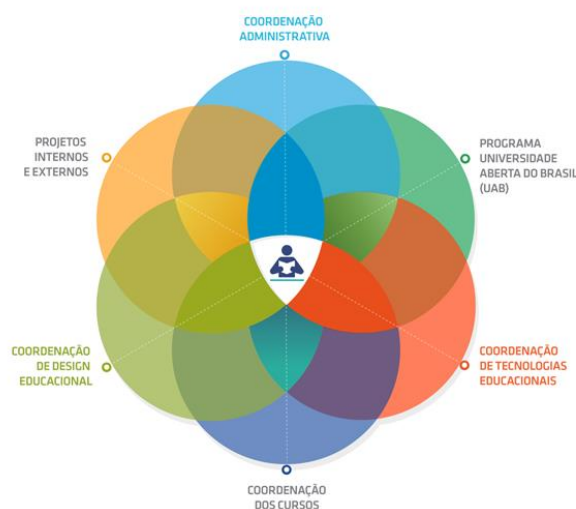 COORDENAÇÃO
ADMINISTRATIVA
PROJETOS
INTERNOS
E EXTERNOS
PROGRAMA
UNIVERSIDADE
ABERTA DO BRASIL
(UAB)
COORDENAÇÃO
DE DESIGN
EDUCACIONAL
COORDENAÇÃO
DE TECNOLOGIAS
EDUCACIONAIS
COORDENAÇÃO
DOS CURSOS